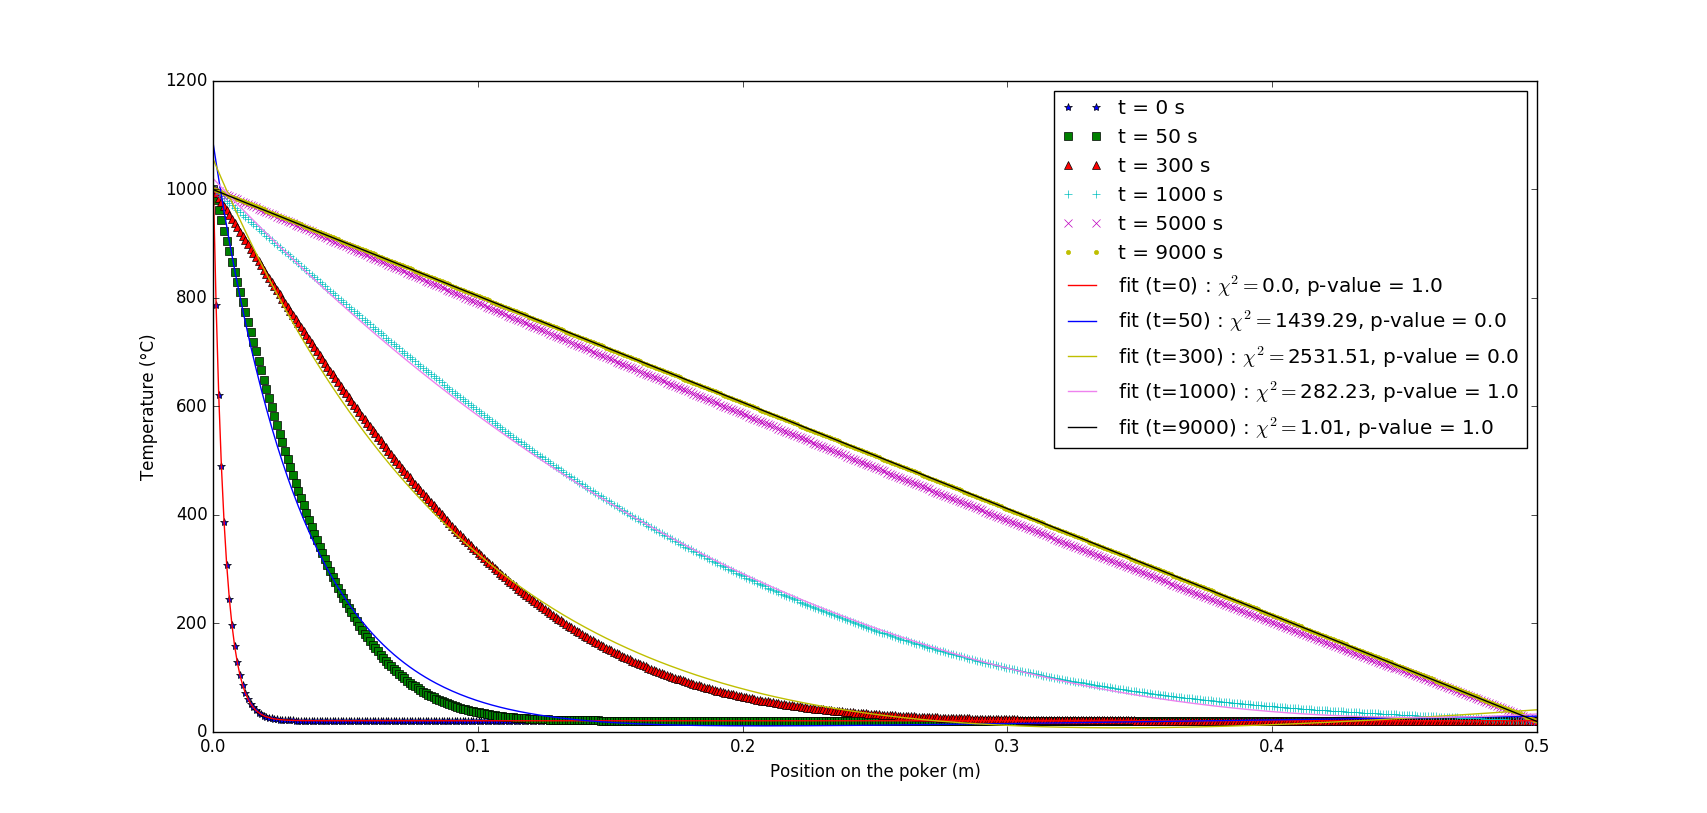 1200
1000
800
600
400
200
0
Temperature (°C)
0.0 0.1 0.2 0.3 0.4 0.5
Position on the poker (m)
t = 0 s
t = 50 s
t = 300 s
t = 1000 s
t = 5000 s
t = 9000 s
fit (t=0) : χ² = 0.0, p-value = 1.0
fit (t=50) : χ² = 1439.29, p-value = 0.0
fit (t=300) : χ² = 2531.51, p-value = 0.0
fit (t=1000) : χ² = 282.23, p-value = 1.0
fit (t=9000) : χ² = 1.01, p-value = 1.0